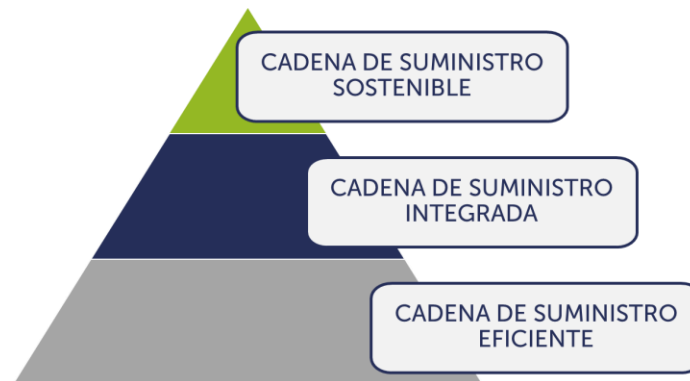 CADENA DE SUMINISTRO
SOSTENIBLE
CADENA DE SUMINISTRO
INTEGRADA
CADENA DE SUMINISTRO
EFICIENTE